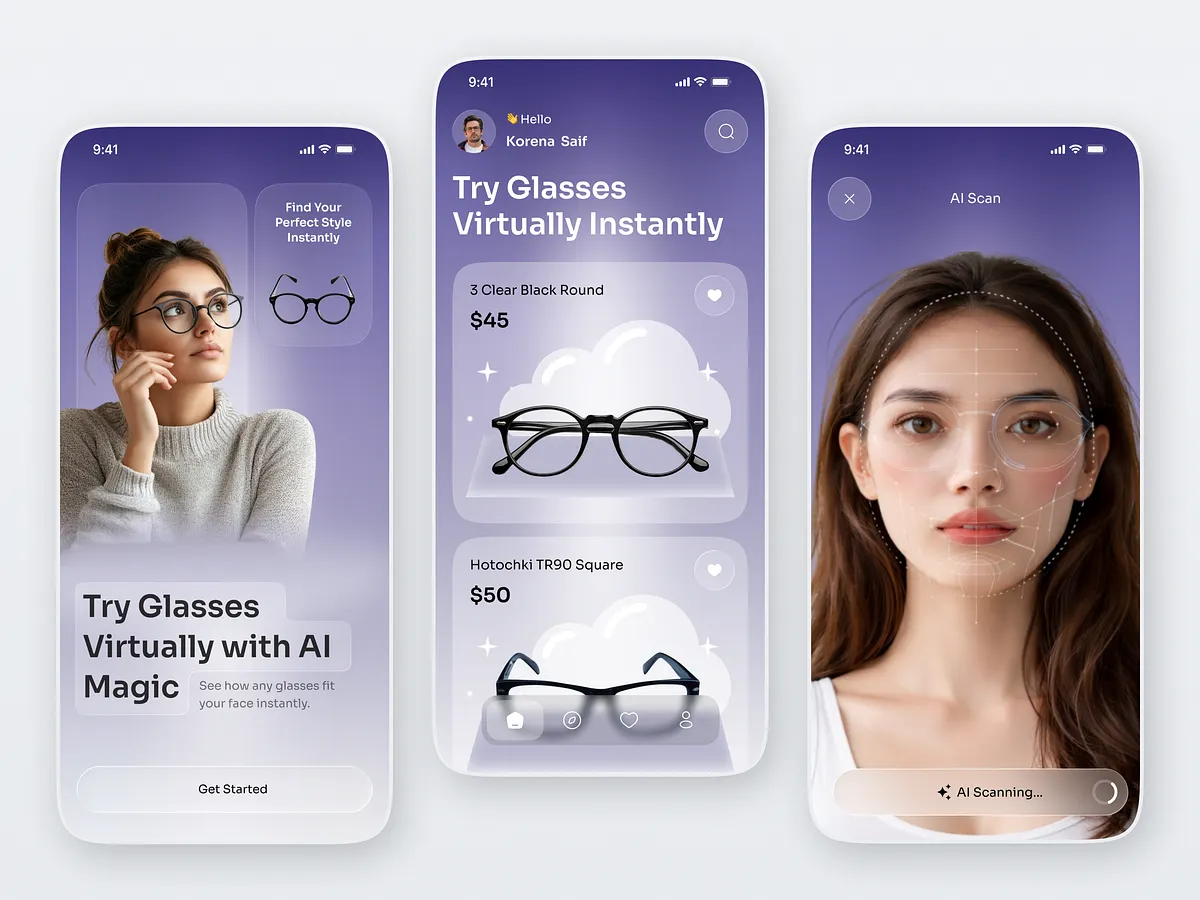 9:41
Find Your
Perfect Style
Instantly
Try Glasses
Virtually with AI
Magic
See how any glasses fit
your face instantly.
Get Started
9:41
👋 Hello
Korena Saif
Try Glasses
Virtually Instantly
3 Clear Black Round
$45
Hotochki TR90 Square
$50
9:41
AI Scan
AI Scanning...